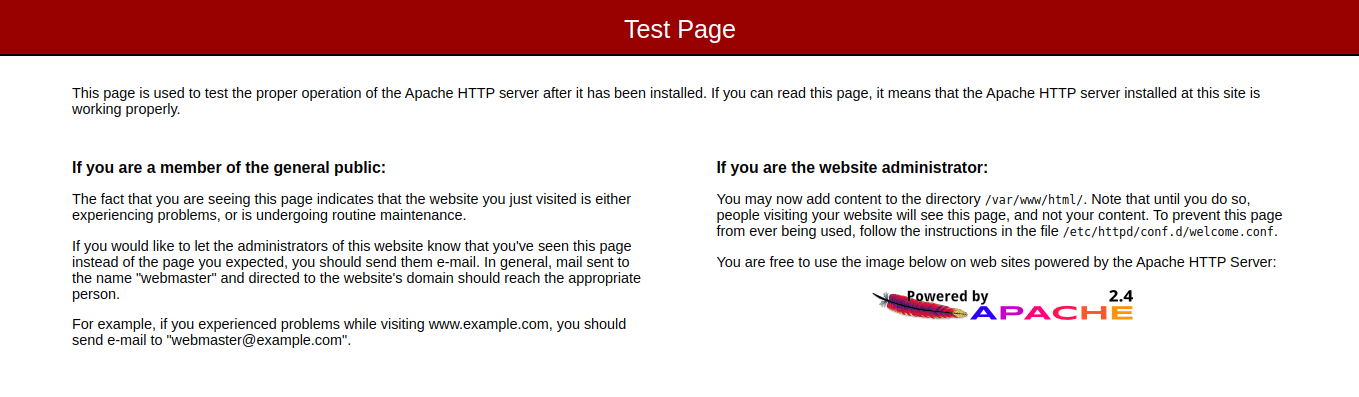 Test Page
This page is used to test the proper operation of the Apache HTTP server after it has been installed. If you can read this page, it means that the Apache HTTP server installed at this site is
working properly.
If you are a member of the general public:
The fact that you are seeing this page indicates that the website you just visited is either
experiencing problems, or is undergoing routine maintenance.
If you would like to let the administrators of this website know that you've seen this page
instead of the page you expected, you should send them e-mail. In general, mail sent to
the name "webmaster" and directed to the website's domain should reach the appropriate
person.
For example, if you experienced problems while visiting www.example.com, you should
send e-mail to "webmaster@example.com".
If you are the website administrator:
You may now add content to the directory /var/www/html/. Note that until you do so,
people visiting your website will see this page, and not your content. To prevent this page
from ever being used, follow the instructions in the file /etc/httpd/conf.d/welcome.conf.
You are free to use the image below on web sites powered by the Apache HTTP Server:
Powered by 2.4
APACHE